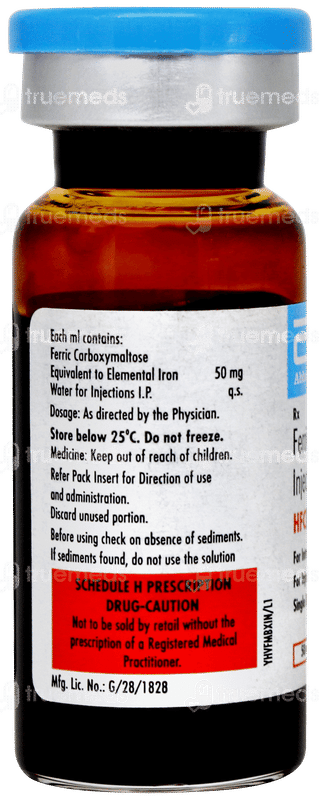 truemeds
Each ml contains:
Ferric Carboxymaltose
Equivalent to Elemental Iron 50 mg
Water for Injections I.P. q.s.
Dosage: As directed by the Physician.
Store below 25°C. Do not freeze.
Medicine: Keep out of reach of children.
Refer Pack Insert for Direction of use
and administration.
Discard unused portion.
Before using check on absence of sediments.
If sediments found, do not use the solution
SCHEDULE H PRESCRIPTION
DRUG-CAUTION
Not to be sold by retail without the
prescription of a Registered Medical
Practitioner.
Mfg. Lic. No.: G/28/1828
YHVFMBXIN/L1
Rx